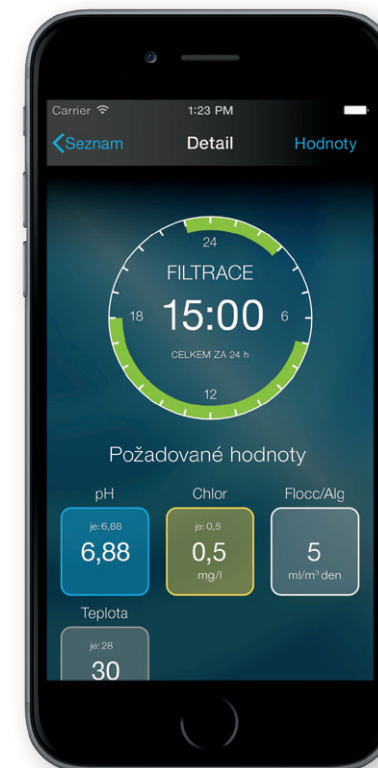 Carrier 1:23 PM
Seznam Detail Hodnoty
24
FILTRACE
18 15:00 6
CELKEM ZA 24 h
12
Požadované hodnoty
pH Chlor Flocc/Alg
je:6,88 je:0,5
6,88 0,5 5
mg/l ml/m³ den
Teplota
je:28
30